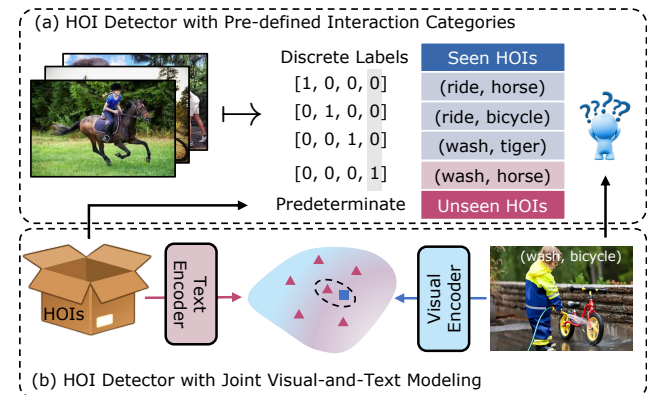 (a) HOI Detector with Pre-defined Interaction Categories
Discrete Labels
Seen HOIs
[1, 0, 0, 0]
(ride, horse)
[0, 1, 0, 0]
(ride, bicycle)
[0, 0, 1, 0]
(wash, tiger)
[0, 0, 0, 1]
(wash, horse)
Predeterminate
Unseen HOIs
????
HOIs
Text
Encoder
Visual
Encoder
(wash, bicycle)
(b) HOI Detector with Joint Visual-and-Text Modeling